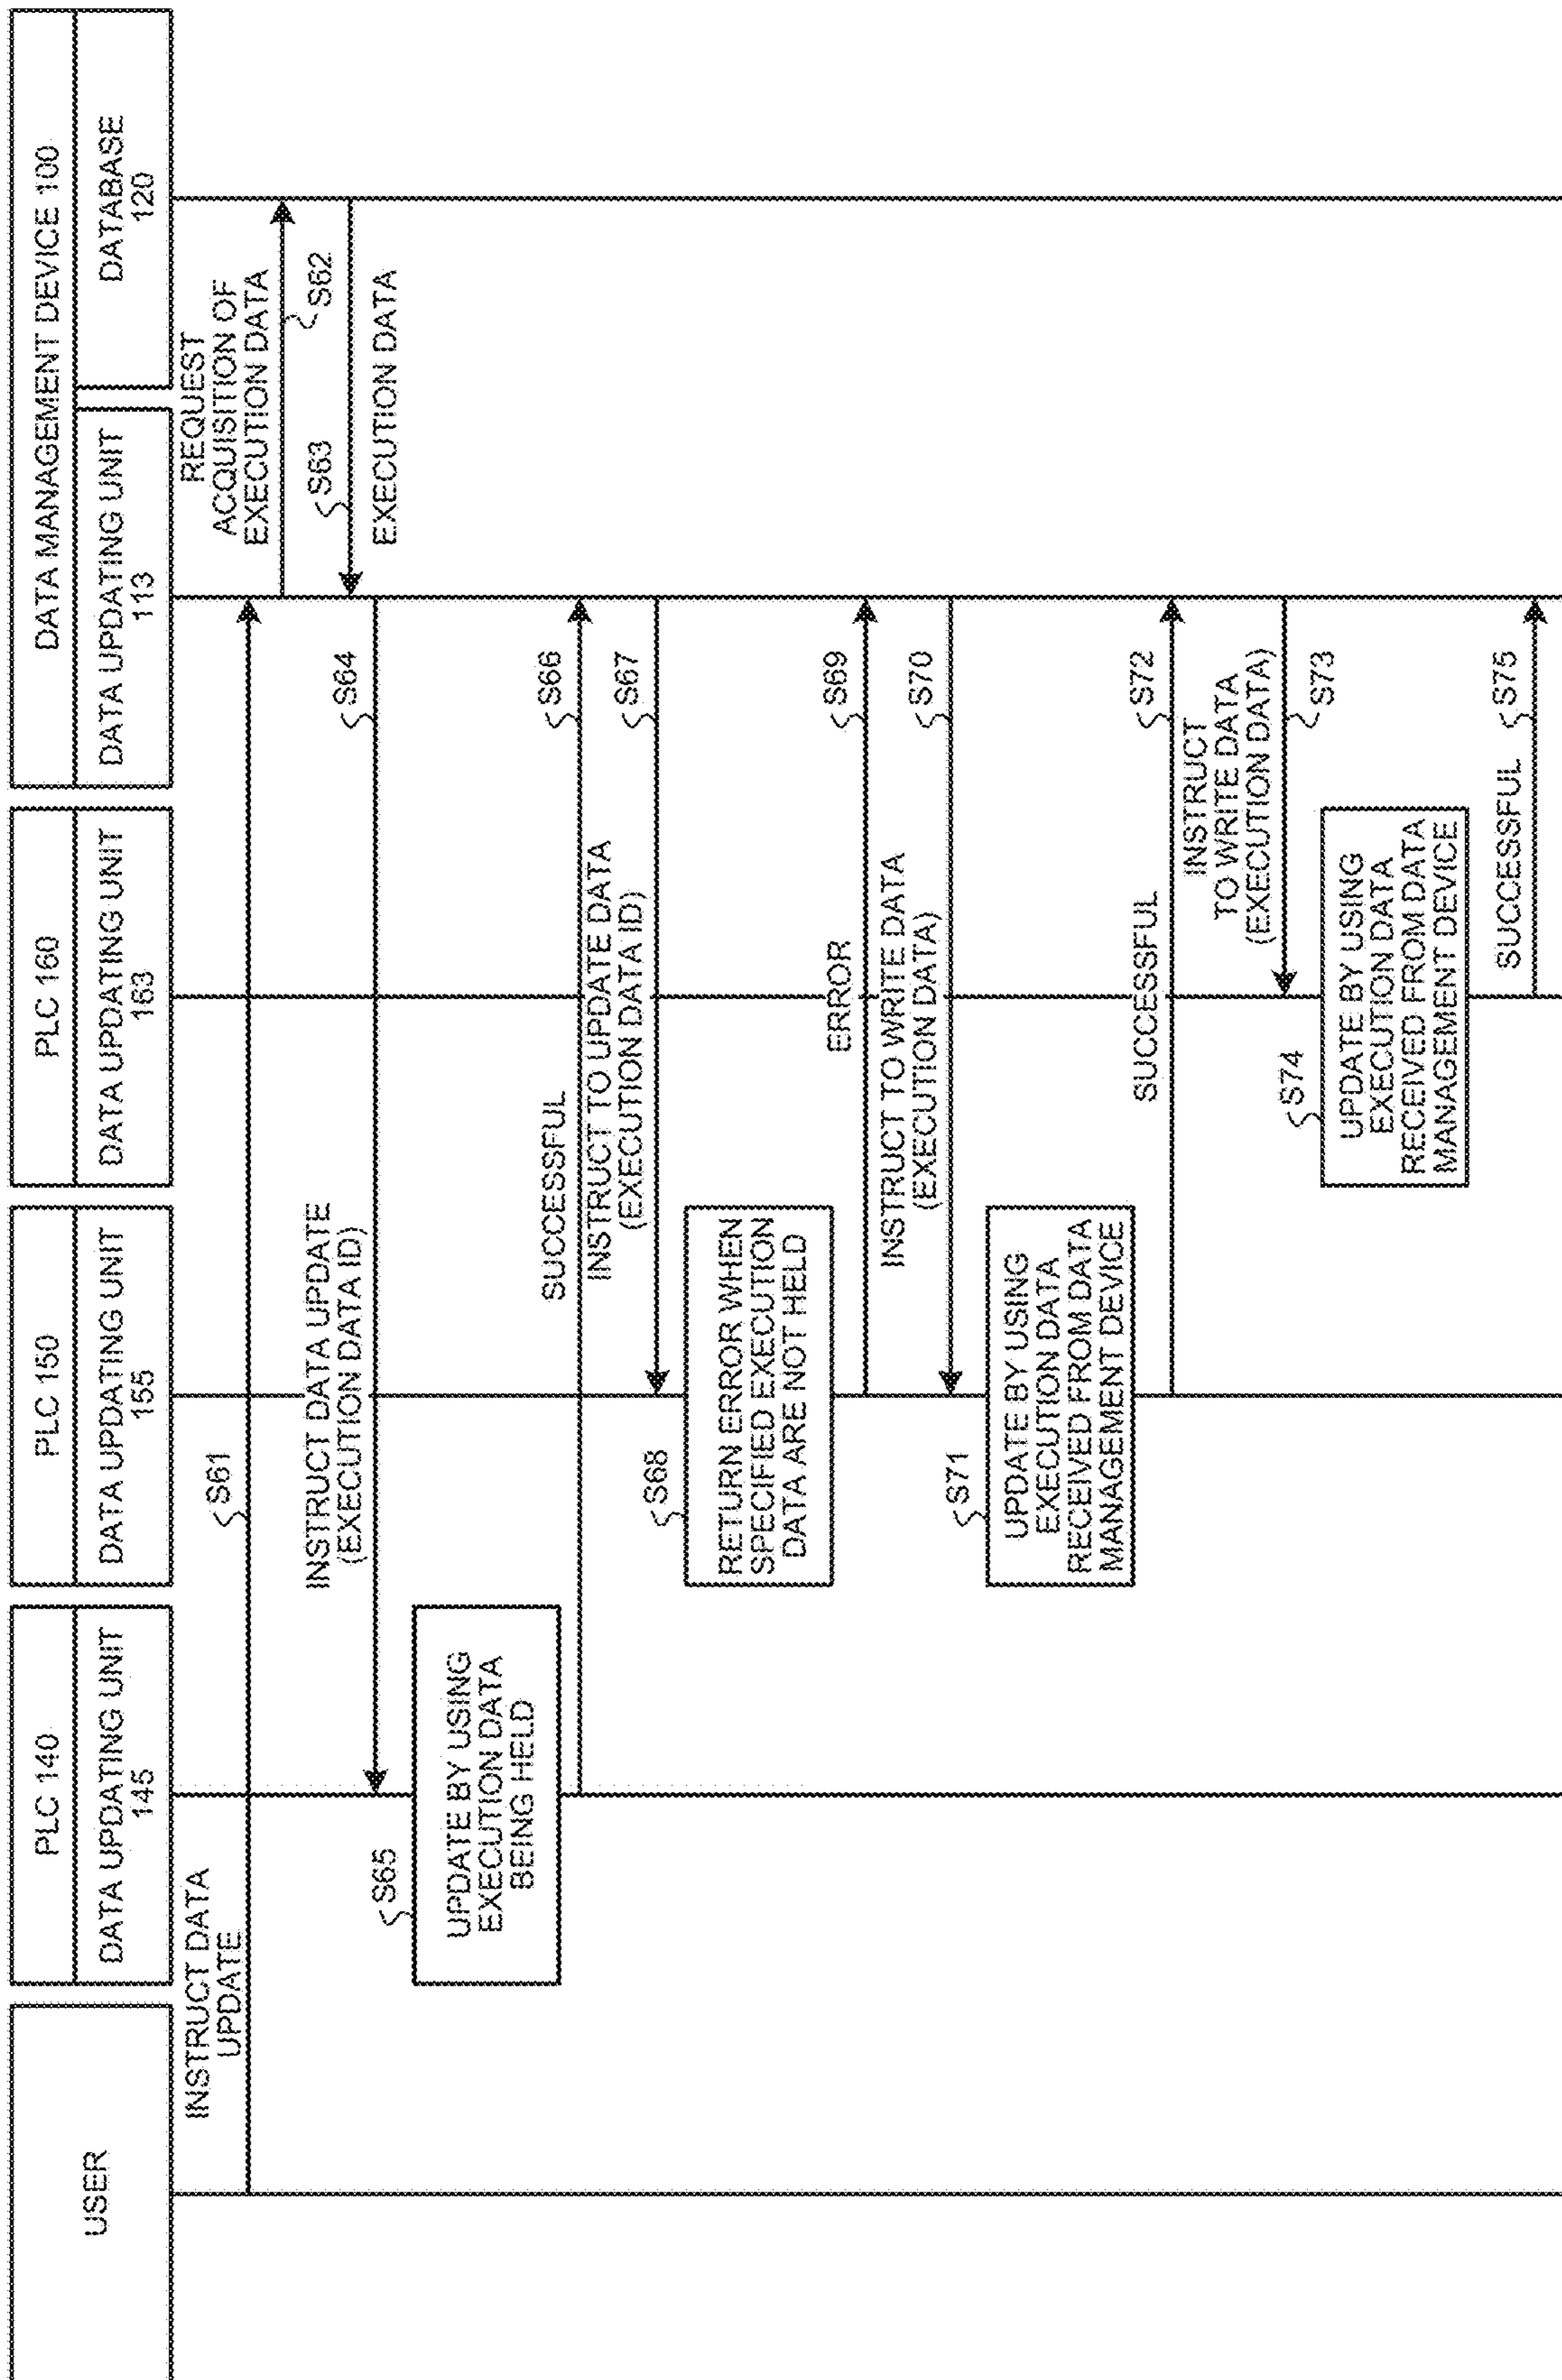 USER
PLC 140
DATA UPDATING UNIT
145
PLC 150
DATA UPDATING UNIT
155
PLC 160
DATA UPDATING UNIT
163
DATA MANAGEMENT DEVICE 100
DATA UPDATING UNIT
113
DATABASE
120
INSTRUCT DATA
UPDATE
S61
REQUEST
ACQUISITION OF
EXECUTION DATA
S62
S63
EXECUTION DATA
INSTRUCT DATA UPDATE
(EXECUTION DATA ID)
S64
S65
UPDATE BY USING
EXECUTION DATA
BEING HELD
SUCCESSFUL
S66
INSTRUCT TO UPDATE DATA
(EXECUTION DATA ID)
S67
S68
RETURN ERROR WHEN
SPECIFIED EXECUTION
DATA ARE NOT HELD
ERROR
S69
INSTRUCT TO WRITE DATA
(EXECUTION DATA)
S70
S71
UPDATE BY USING
EXECUTION DATA
RECEIVED FROM DATA
MANAGEMENT DEVICE
SUCCESSFUL
S72
INSTRUCT
TO WRITE DATA
(EXECUTION DATA)
S73
S74
UPDATE BY USING
EXECUTION DATA
RECEIVED FROM DATA
MANAGEMENT DEVICE
SUCCESSFUL
S75